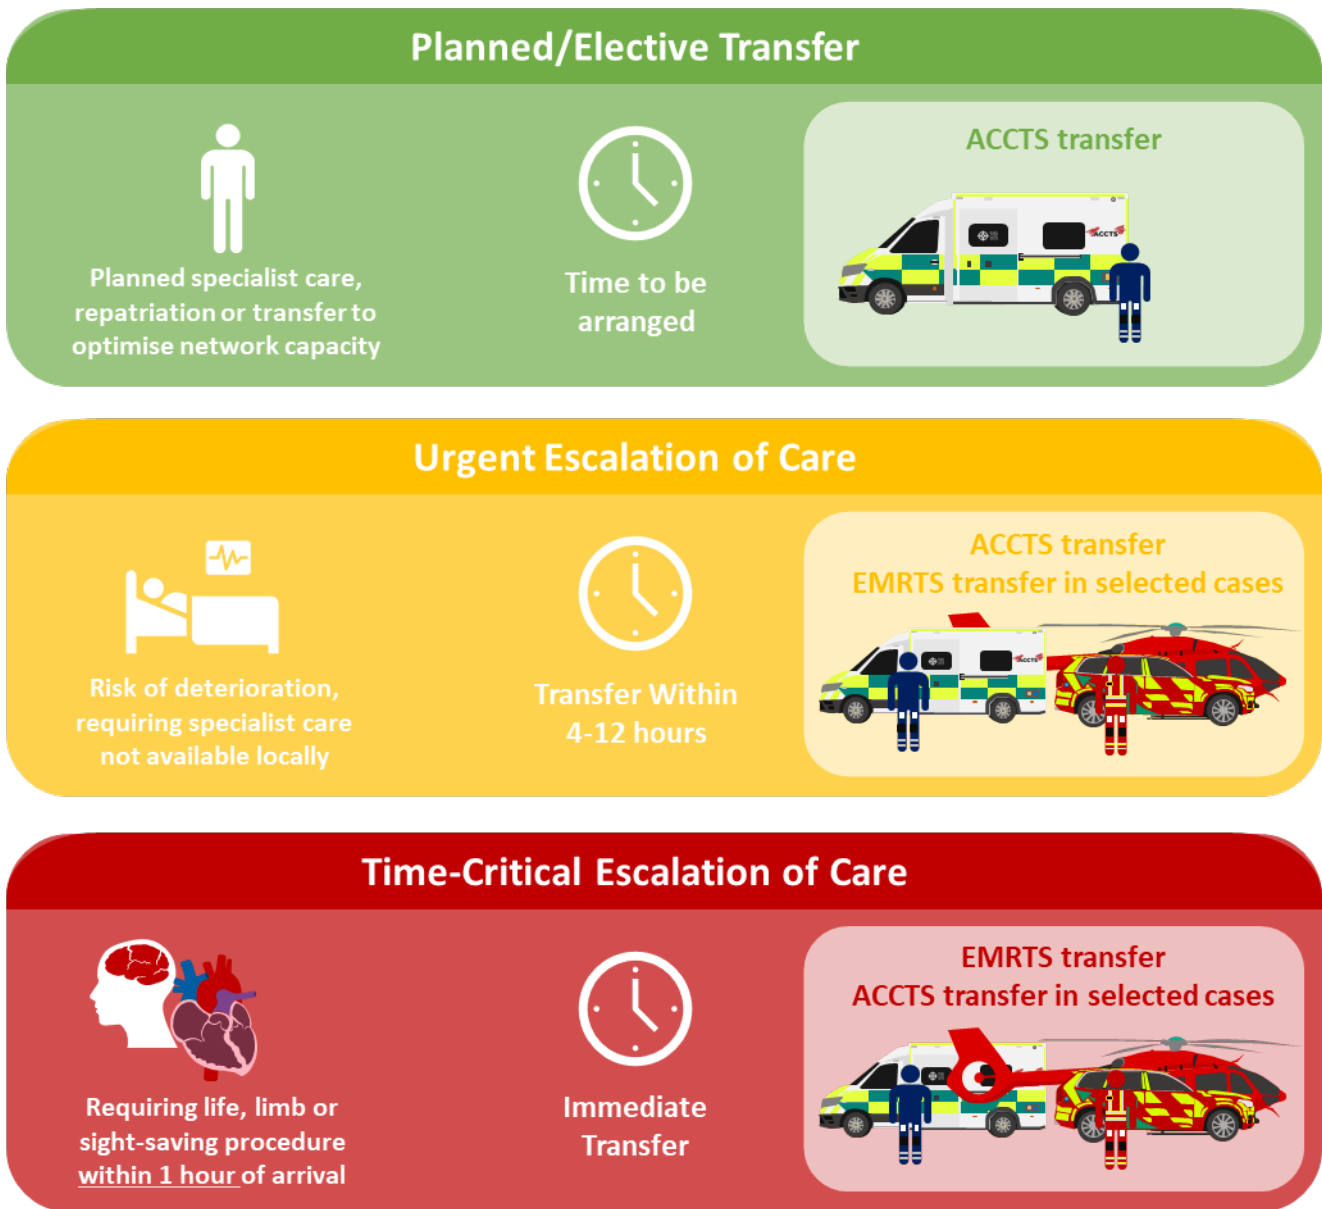 Planned/Elective Transfer
Planned specialist care,
repatriation or transfer to
optimise network capacity
Time to be
arranged
ACCTS transfer
ACCTS
Urgent Escalation of Care
Risk of deterioration,
requiring specialist care
not available locally
Transfer Within
4-12 hours
ACCTS transfer
EMRTS transfer in selected cases
ACCTS
Time-Critical Escalation of Care
Requiring life, limb or
sight-saving procedure
within 1 hour of arrival
Immediate
Transfer
EMRTS transfer
ACCTS transfer in selected cases